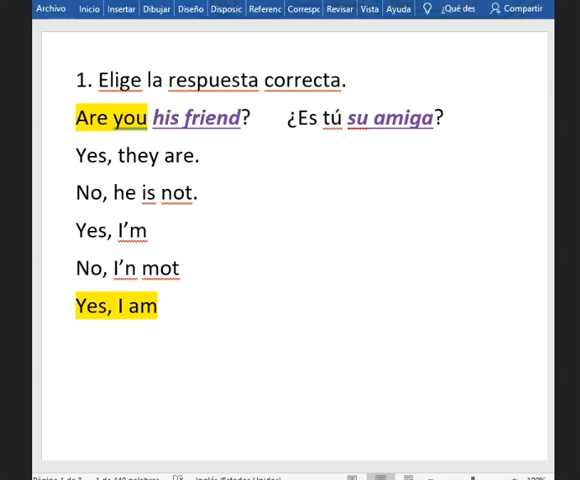 Archivo Inicio Insertar Dibujar Diseño Disposic Referenc Correspo Revisar Vista Ayuda ¿Qué des Compartir
1. Elige la respuesta correcta.
Are you his friend? ¿Es tú su amiga?
Yes, they are.
No, he is not.
Yes, I’m
No, I’n mot
Yes, I am